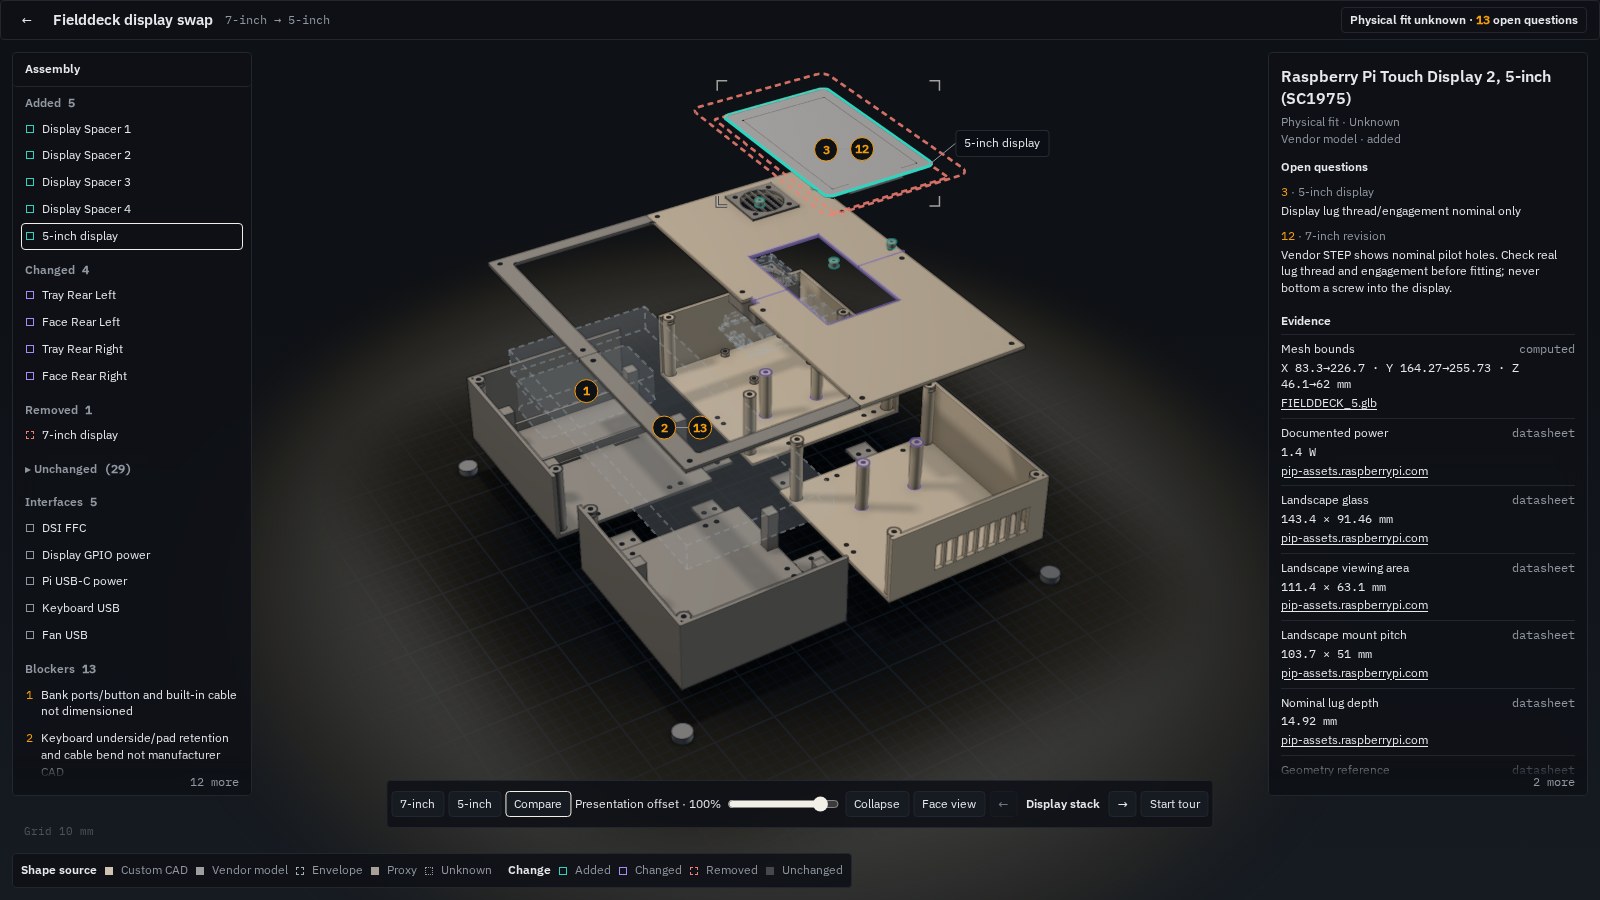 ← Fielddeck display swap 7-inch → 5-inch
Physical fit unknown · 13 open questions
Assembly
Added 5
Display Spacer 1
Display Spacer 2
Display Spacer 3
Display Spacer 4
5-inch display
Changed 4
Tray Rear Left
Face Rear Left
Tray Rear Right
Face Rear Right
Removed 1
7-inch display
▸ Unchanged (29)
Interfaces 5
DSI FFC
Display GPIO power
Pi USB-C power
Keyboard USB
Fan USB
Blockers 13
1 Bank ports/button and built-in cable
not dimensioned
2 Keyboard underside/pad retention
and cable bend not manufacturer
CAD
12 more
3 12
5-inch display
1
2 13
Raspberry Pi Touch Display 2, 5-inch
(SC1975)
Physical fit · Unknown
Vendor model · added
Open questions
3 · 5-inch display
Display lug thread/engagement nominal only
12 · 7-inch revision
Vendor STEP shows nominal pilot holes. Check real
lug thread and engagement before fitting; never
bottom a screw into the display.
Evidence
Mesh bounds computed
X 83.3→226.7 · Y 164.27→255.73 · Z
46.1→62 mm
FIELDDECK_5.glb
Documented power datasheet
1.4 W
pip-assets.raspberrypi.com
Landscape glass datasheet
143.4 × 91.46 mm
pip-assets.raspberrypi.com
Landscape viewing area datasheet
111.4 × 63.1 mm
pip-assets.raspberrypi.com
Landscape mount pitch datasheet
103.7 × 51 mm
pip-assets.raspberrypi.com
Nominal lug depth datasheet
14.92 mm
pip-assets.raspberrypi.com
Geometry reference datasheet
2 more
7-inch 5-inch Compare Presentation offset · 100% Collapse Face view ← Display stack → Start tour
Grid 10 mm
Shape source Custom CAD Vendor model Envelope Proxy Unknown Change Added Changed Removed Unchanged